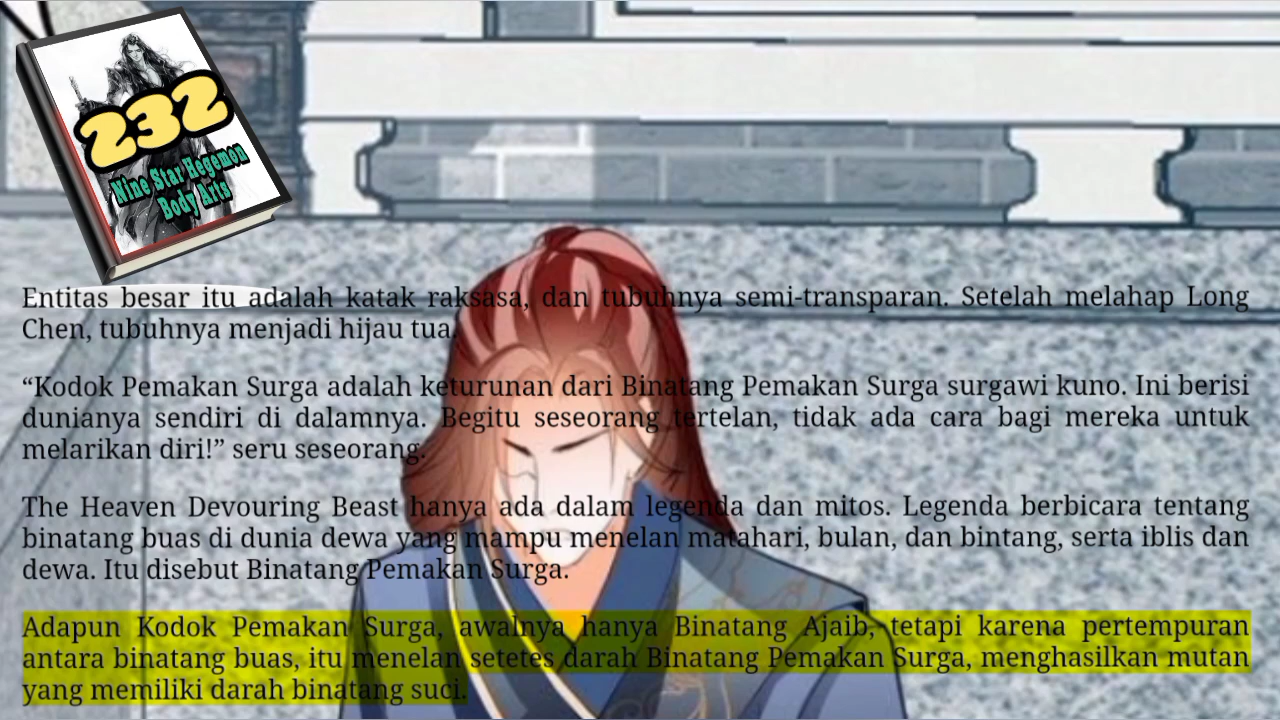 232
Nine Star Hegemon
Body Arts
Entitas besar itu adalah katak raksasa, dan tubuhnya semi-transparan. Setelah melahap Long
Chen, tubuhnya menjadi hijau tua.
“Kodok Pemakan Surga adalah keturunan dari Binatang Pemakan Surga surgawi kuno. Ini berisi
dunianya sendiri di dalamnya. Begitu seseorang tertelan, tidak ada cara bagi mereka untuk
melarikan diri!” seru seseorang.
The Heaven Devouring Beast hanya ada dalam legenda dan mitos. Legenda berbicara tentang
binatang buas di dunia dewa yang mampu menelan matahari, bulan, dan bintang, serta iblis dan
dewa. Itu disebut Binatang Pemakan Surga.
Adapun Kodok Pemakan Surga, awalnya hanya Binatang Ajaib, tetapi karena pertempuran
antara binatang buas, itu menelan setetes darah Binatang Pemakan Surga, menghasilkan mutan
yang memiliki darah binatang suci.